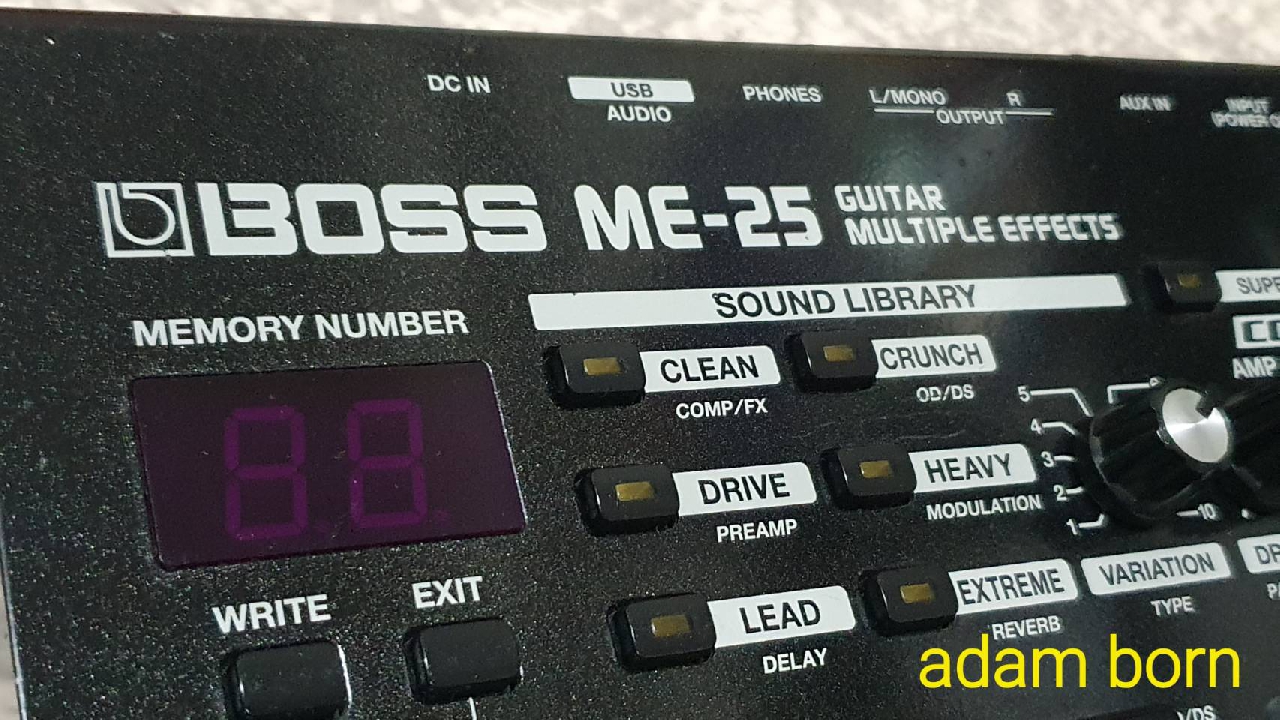 DC IN
USB
AUDIO
PHONES
L/MONO R
OUTPUT
AUX IN
INPUT
BOSS ME-25 GUITAR
MULTIPLE EFFECTS
SOUND LIBRARY
MEMORY NUMBER
CLEAN
COMP/FX
CRUNCH
OD/DS
AMP
5
4
3
2
1
10
DRIVE
PREAMP
HEAVY
MODULATION
WRITE
EXIT
LEAD
DELAY
EXTREME
REVERB
VARIATION
TYPE
adam born